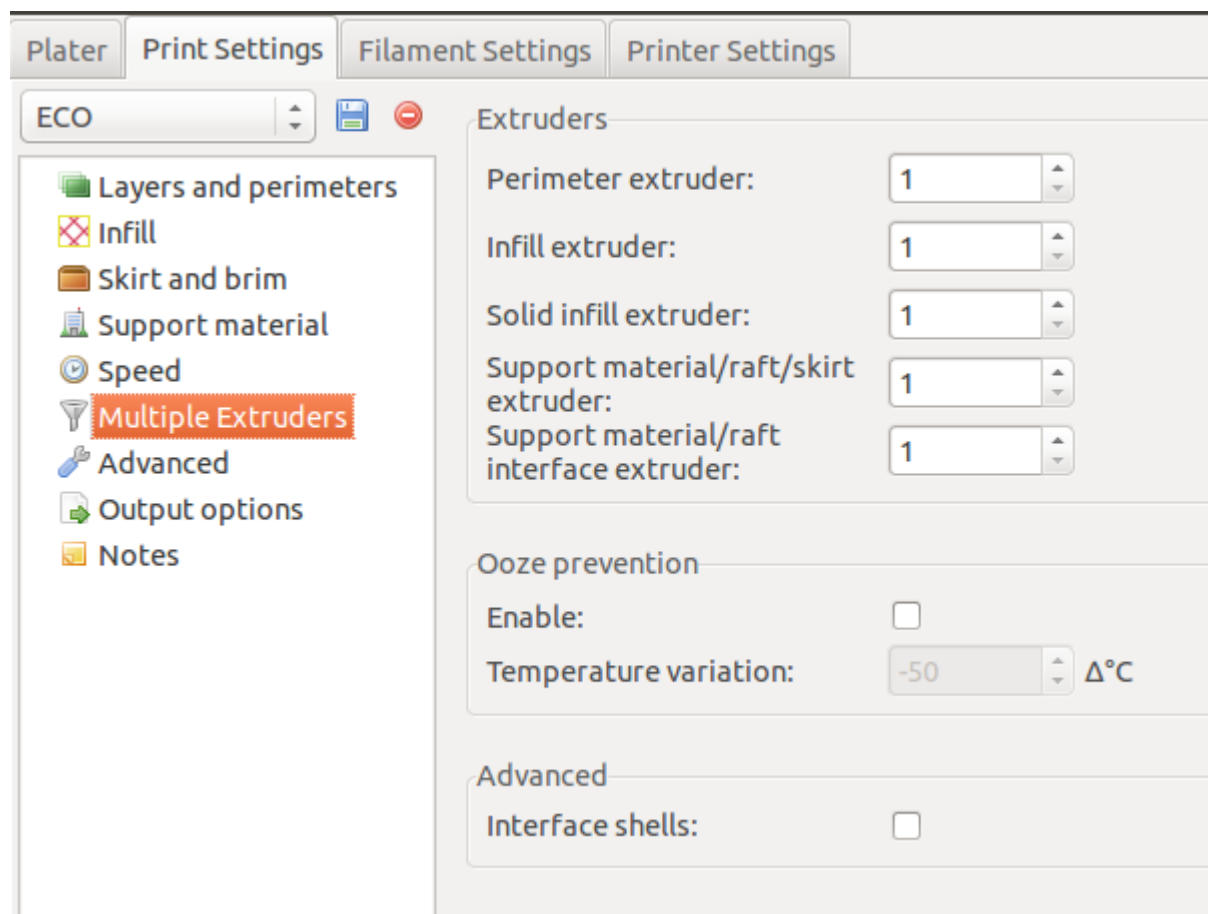 Plater
Print Settings
Filament Settings
Printer Settings
ECO
Layers and perimeters
Infill
Skirt and brim
Support material
Speed
Multiple Extruders
Advanced
Output options
Notes
Extruders
Perimeter extruder:
1
Infill extruder:
1
Solid infill extruder:
1
Support material/raft/skirt
extruder:
1
Support material/raft
interface extruder:
1
Ooze prevention
Enable:
Temperature variation:
-50
Δ°C
Advanced
Interface shells: